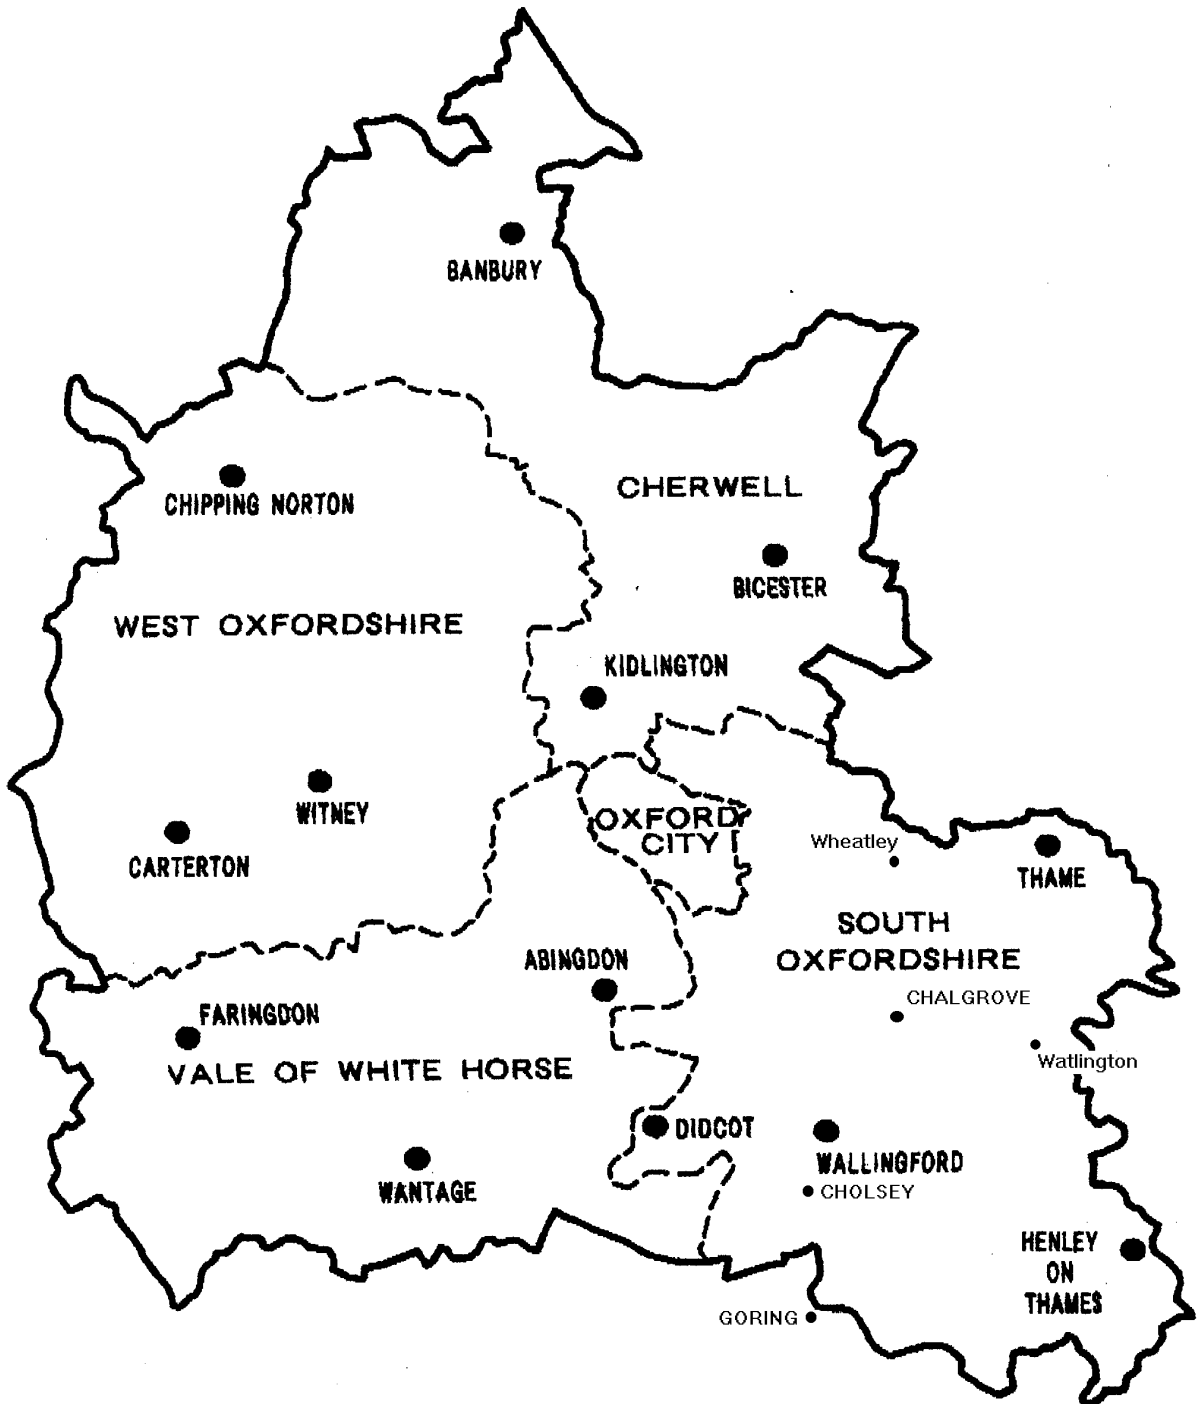 BANBURY
CHERWELL
CHIPPING NORTON
BICESTER
WEST OXFORDSHIRE
KIDLINGTON
WITNEY
OXFORD
CITY
Wheatley
CARTERTON
THAME
SOUTH
OXFORDSHIRE
ABINGDON
CHALGROVE
FARINGDON
Watlington
VALE OF WHITE HORSE
DIDCOT
WALLINGFORD
WANTAGE
CHOLSEY
HENLEY
ON
THAMES
GORING